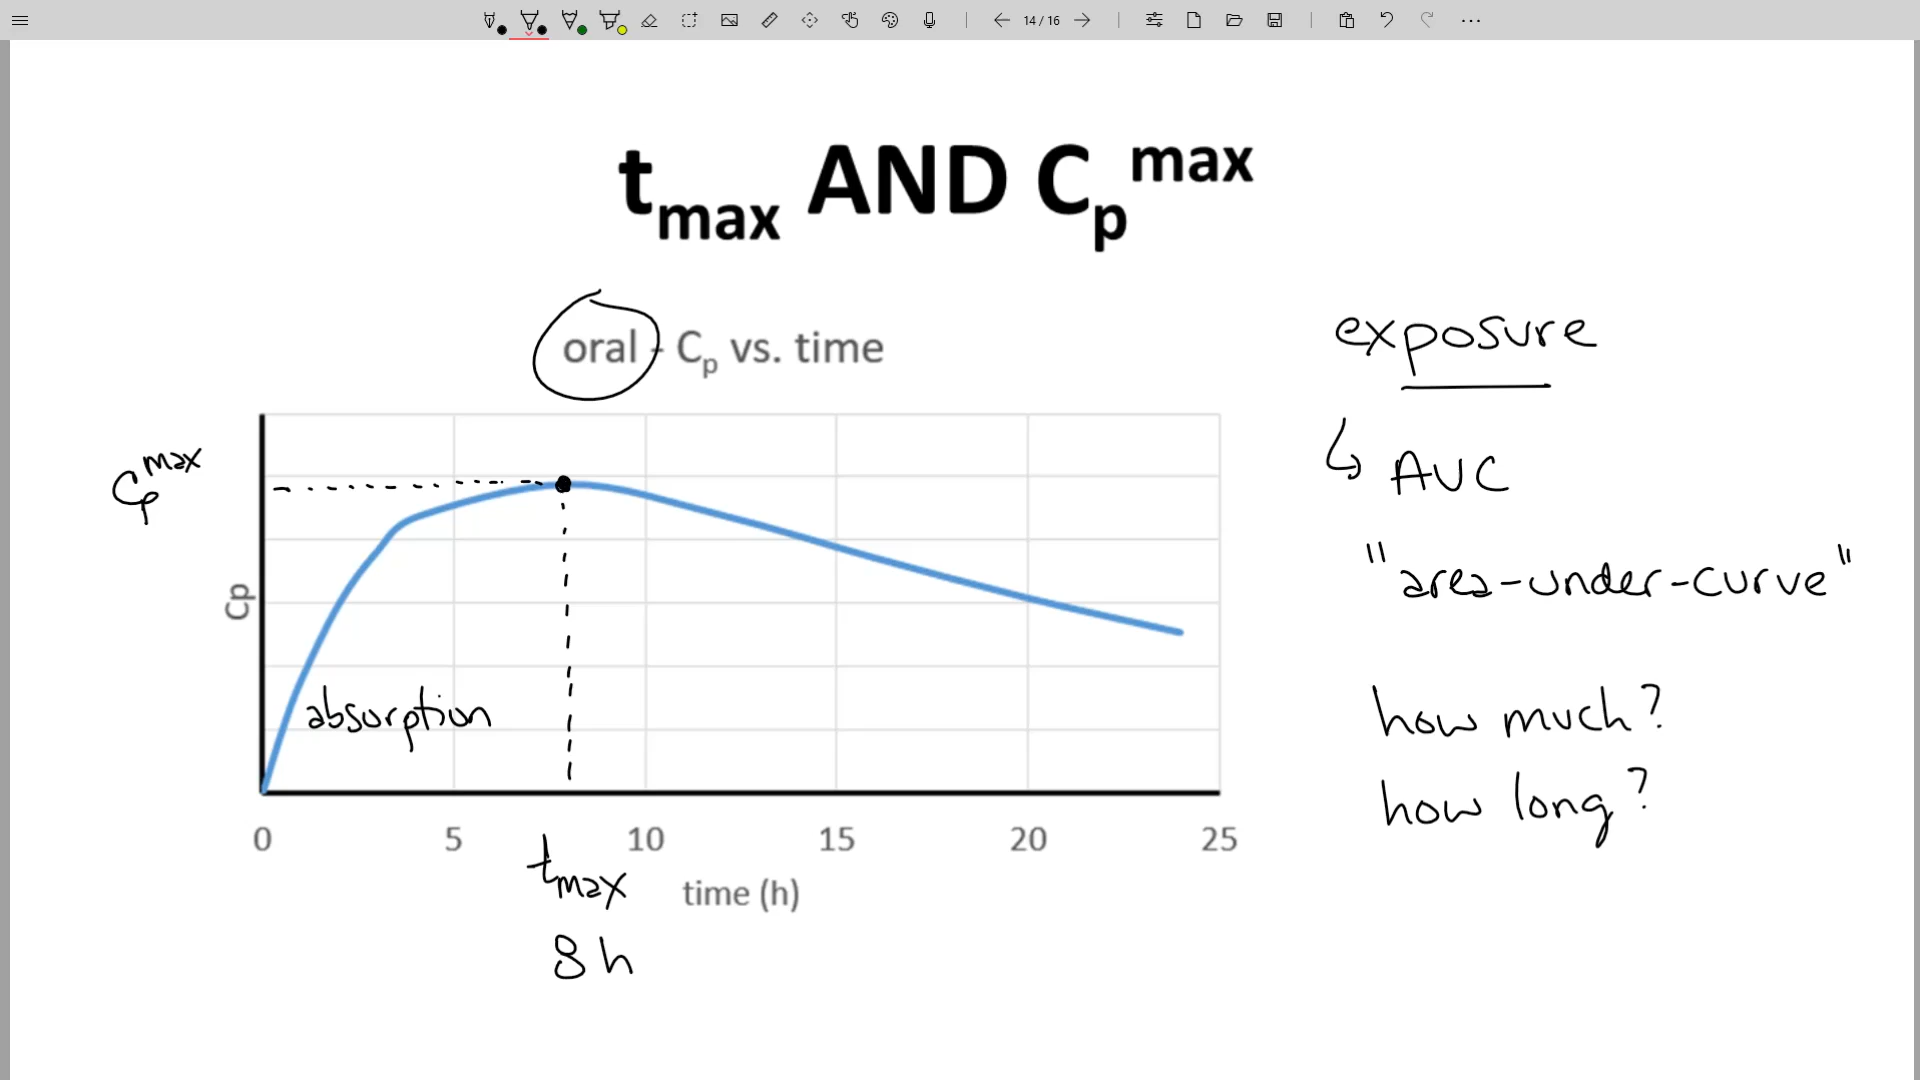 14 / 16
tmax AND Cpmax
oral - Cp vs. time
exposure
Cpmax
AUC
"area-under-curve"
Cp
absorption
how much?
how long?
0 5 10 15 20 25
tmax
time (h)
8h